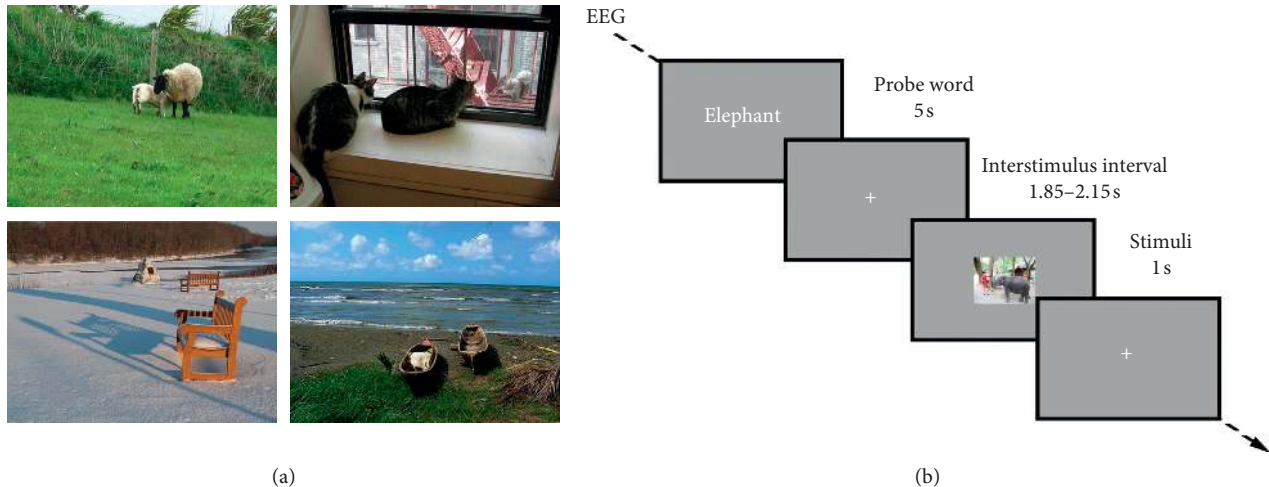 EEG
Elephant
Probe word
5 s
+
Interstimulus interval
1.85–2.15 s
Stimuli
1 s
+
(a)
(b)